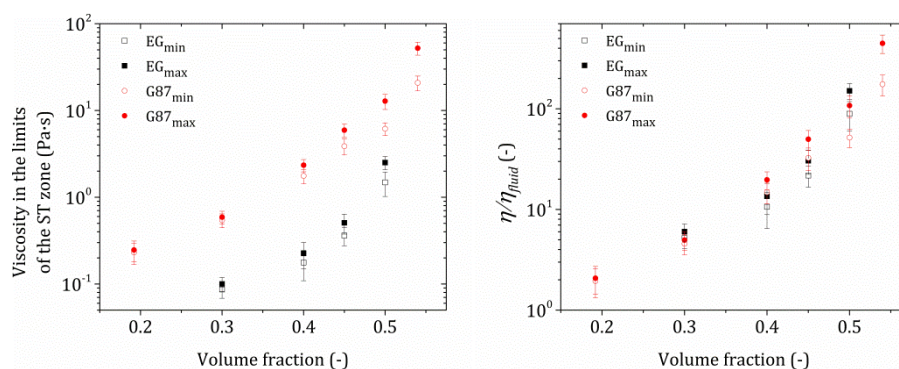 Viscosity in the limits
of the ST zone (Pa·s)
10²
10¹
10⁰
10⁻¹
EGmin
EGmax
G87min
G87max
0.2 0.3 0.4 0.5
Volume fraction (-)
η/ηfluid (-)
10²
10¹
10⁰
EGmin
EGmax
G87min
G87max
0.2 0.3 0.4 0.5
Volume fraction (-)